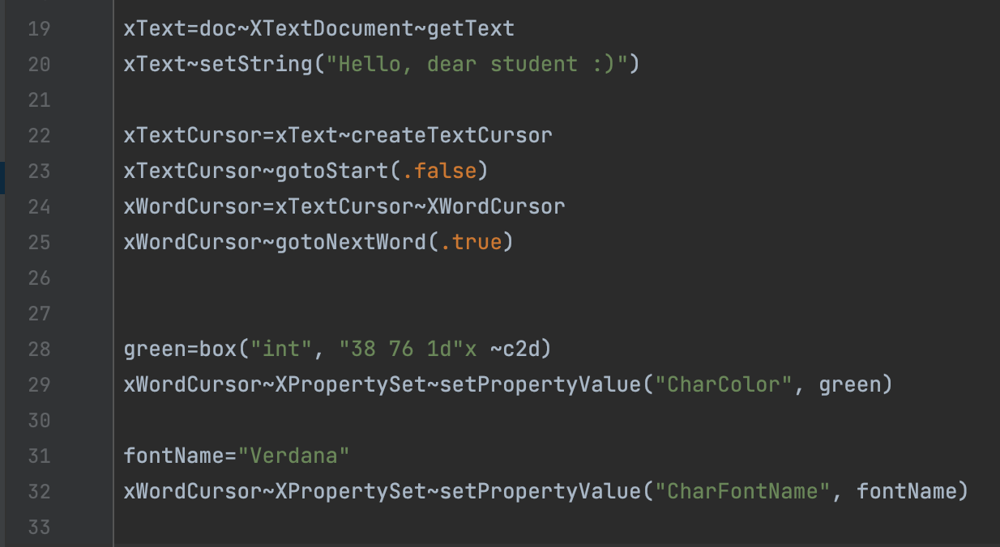 19 xText=doc~XTextDocument~getText
20 xText~setString("Hello, dear student :)")
21
22 xTextCursor=xText~createTextCursor
23 xTextCursor~gotoStart(.false)
24 xWordCursor=xTextCursor~XWordCursor
25 xWordCursor~gotoNextWord(.true)
26
27
28 green=box("int", "38 76 1d"x ~c2d)
29 xWordCursor~XPropertySet~setPropertyValue("CharColor", green)
30
31 fontName="Verdana"
32 xWordCursor~XPropertySet~setPropertyValue("CharFontName", fontName)
33